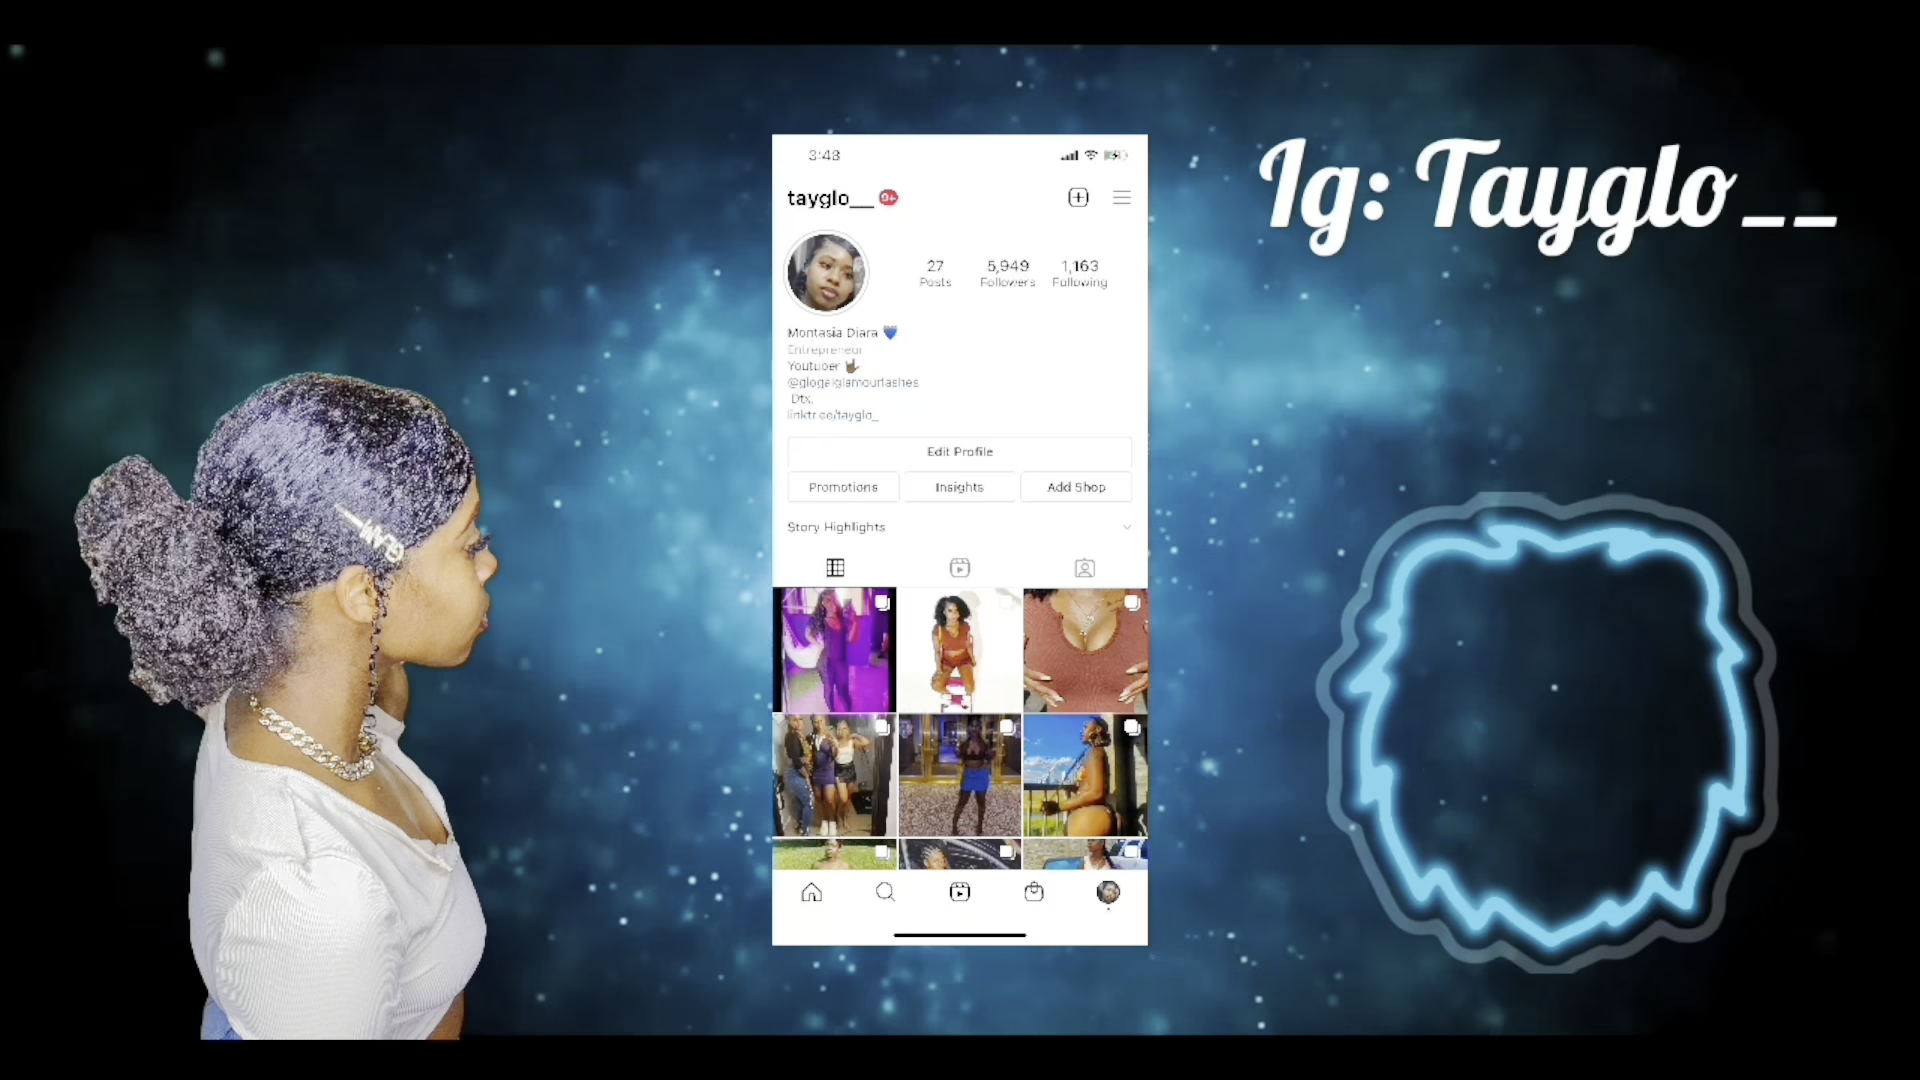 3:48
tayglo__ 9+
Ig: Tayglo__
27 5,949 1,163
Posts Followers Following
Montasia Diara 💙
Entrepreneur
Youtuber 🤟🏾
@glogalglamourlashes
Dtx.
linktr.ee/tayglo_
Edit Profile
Promotions Insights Add Shop
Story Highlights